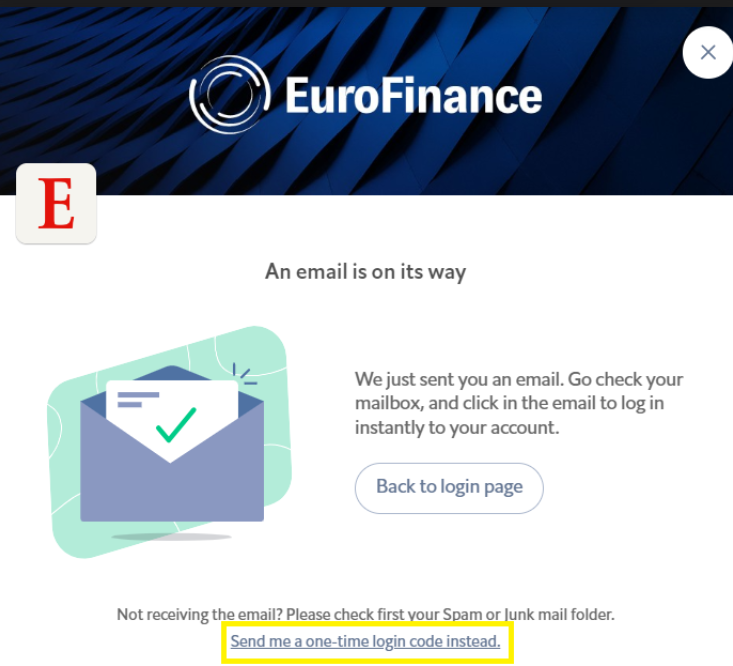 EuroFinance
E
An email is on its way
We just sent you an email. Go check your
mailbox, and click in the email to log in
instantly to your account.
Back to login page
Not receiving the email? Please check first your Spam or Junk mail folder.
Send me a one-time login code instead.